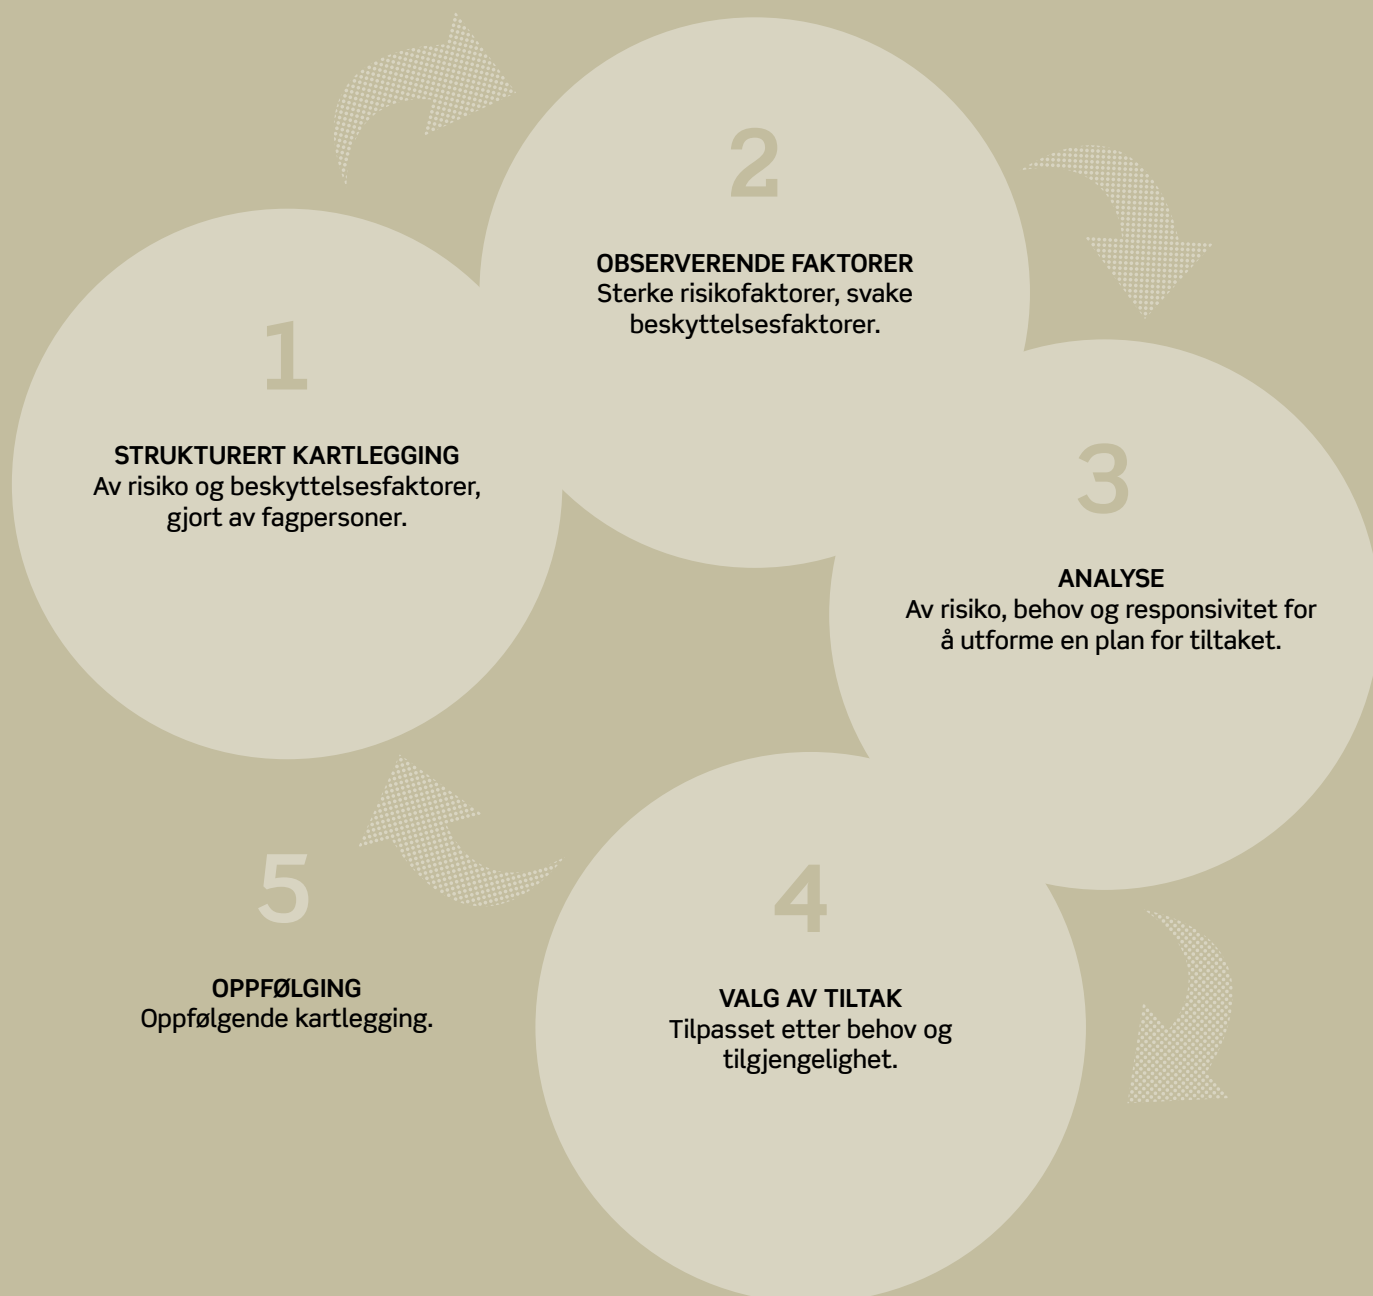 1
STRUKTURERT KARTLEGGING
Av risiko og beskyttelsesfaktorer,
gjort av fagpersoner.
2
OBSERVERENDE FAKTORER
Sterke risikofaktorer, svake
beskyttelsesfaktorer.
3
ANALYSE
Av risiko, behov og responsivitet for
å utforme en plan for tiltaket.
4
VALG AV TILTAK
Tilpasset etter behov og
tilgjengelighet.
5
OPPFØLGING
Oppfølgende kartlegging.